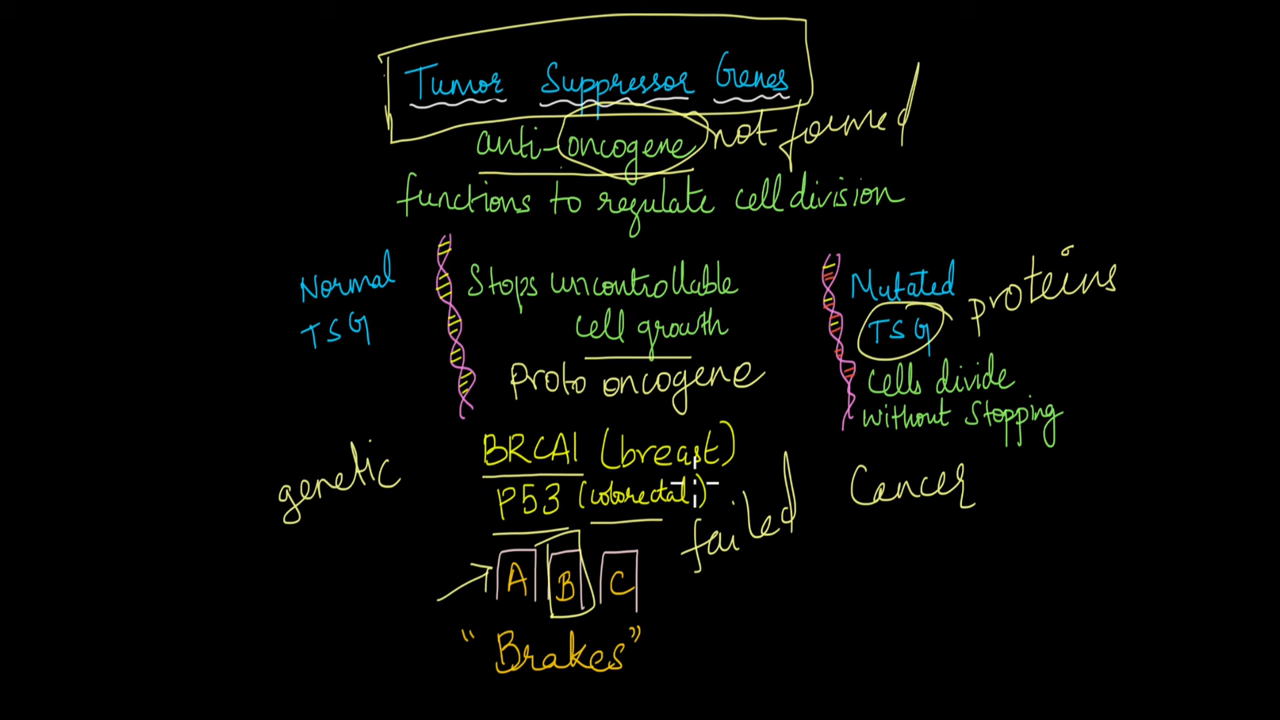 Tumor Suppressor Genes
anti-oncogene not formed
functions to regulate cell division
Normal
TSG
Stops uncontrollable
cell growth
Proto oncogene
Mutated
TSG
proteins
Cells divide
without stopping
genetic
BRCA1 (breast)
P53 (colorectal)
failed
Cancer
A B C
"Brakes"